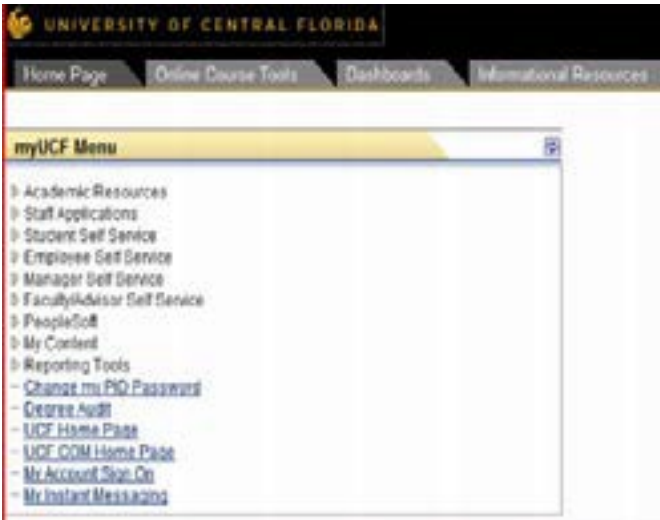 UNIVERSITY OF CENTRAL FLORIDA
Home Page Online Course Tools Dashboards Informational Resources
myUCF Menu
Academic Resources
Staff Applications
Student Self Service
Employee Self Service
Manager Self Service
Faculty/Advisor Self Service
PeopleSoft
My Content
Reporting Tools
– Change my PID Password
– Degree Audit
– UCF Home Page
– UCF COM Home Page
– My Account Sign On
– My Instant Messaging